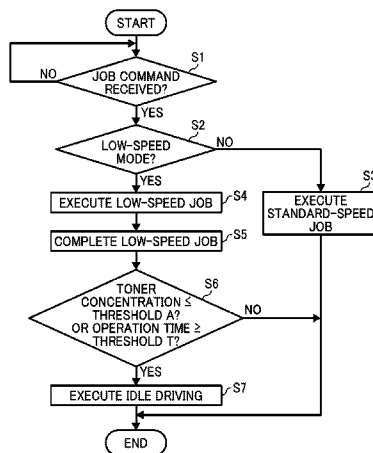 START
S1
JOB COMMAND
RECEIVED?
NO
YES
S2
LOW-SPEED
MODE?
NO
YES
S3
EXECUTE
STANDARD-SPEED
JOB
EXECUTE LOW-SPEED JOB
S4
COMPLETE LOW-SPEED JOB
S5
S6
TONER
CONCENTRATION ≤
THRESHOLD A?
OR OPERATION TIME ≥
THRESHOLD T?
NO
YES
EXECUTE IDLE DRIVING
S7
END